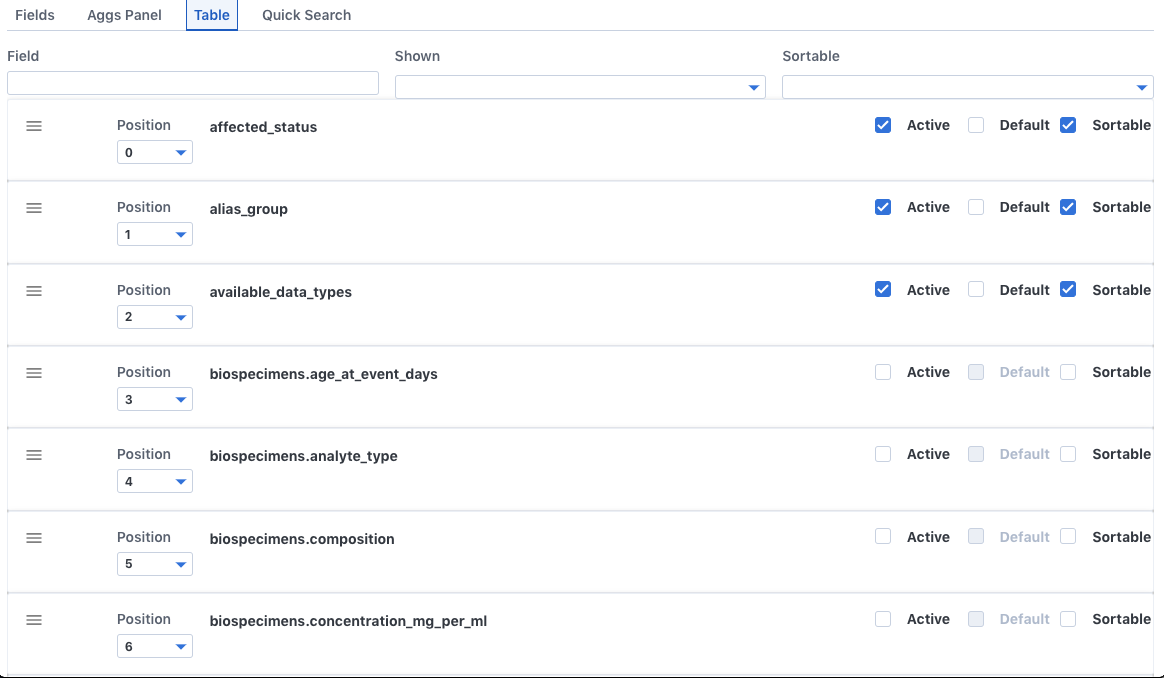 Fields Aggs Panel Table Quick Search
Field Shown Sortable
Position affected_status Active Default Sortable
0
Position alias_group Active Default Sortable
1
Position available_data_types Active Default Sortable
2
Position biospecimens.age_at_event_days Active Default Sortable
3
Position biospecimens.analyte_type Active Default Sortable
4
Position biospecimens.composition Active Default Sortable
5
Position biospecimens.concentration_mg_per_ml Active Default Sortable
6